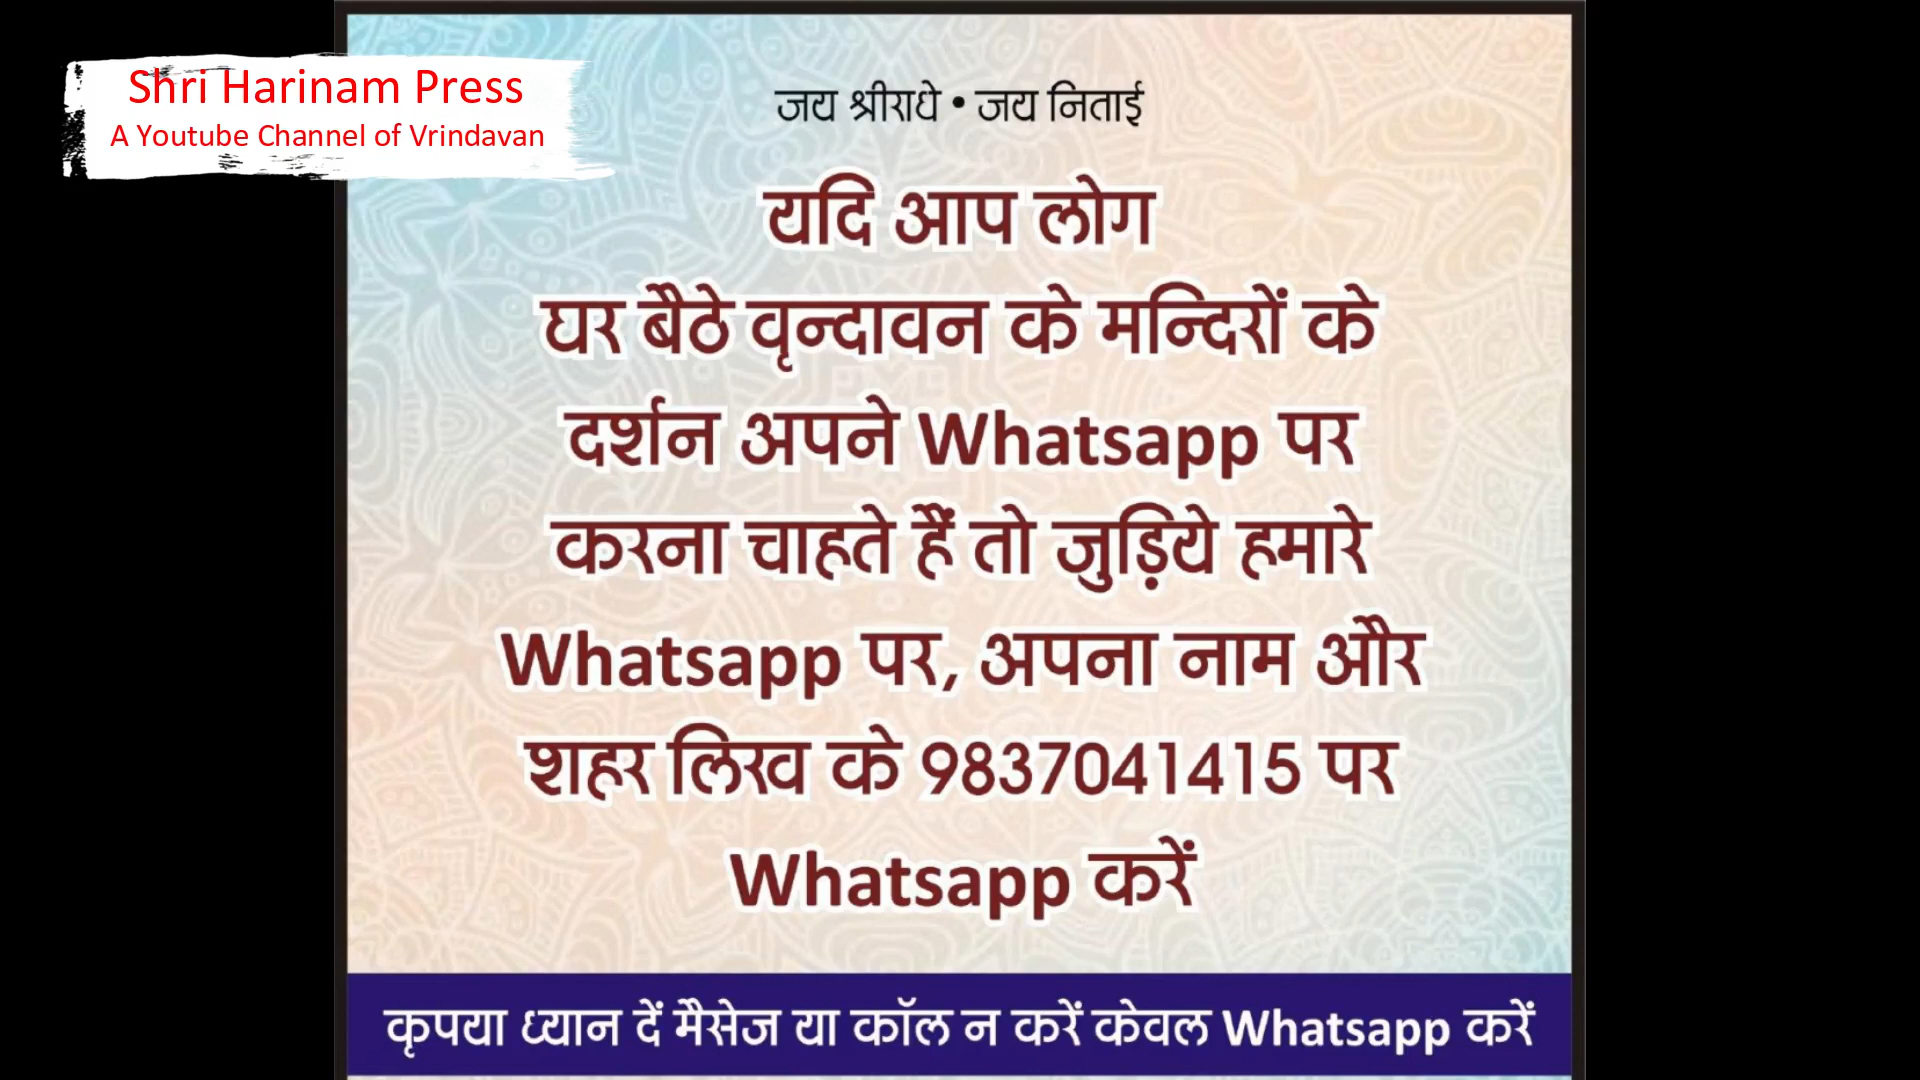 Shri Harinam Press
A Youtube Channel of Vrindavan
जय श्रीराधे • जय निताई
यदि आप लोग
घर बैठे वृन्दावन के मन्दिरों के
दर्शन अपने Whatsapp पर
करना चाहते हैं तो जुड़िये हमारे
Whatsapp पर, अपना नाम और
शहर लिख के 9837041415 पर
Whatsapp करें
कृपया ध्यान दें मैसेज या कॉल न करें केवल Whatsapp करें